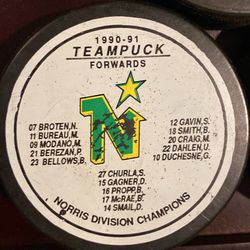 1990-91
TEAMPUCK
FORWARDS
07 BROTEN,N.
11 BUREAU,M.
09 MODANO,M.
21 BEREZAN,P.
23 BELLOWS,B.
12 GAVIN,S.
18 SMITH,B.
20 CRAIG,M.
22 DAHLEN,U.
10 DUCHESNE,G.
27 CHURLA,S.
15 GAGNER,D.
16 PROPP,B.
17 McRAE,B.
14 SMAIL,D.
NORRIS DIVISION CHAMPIONS